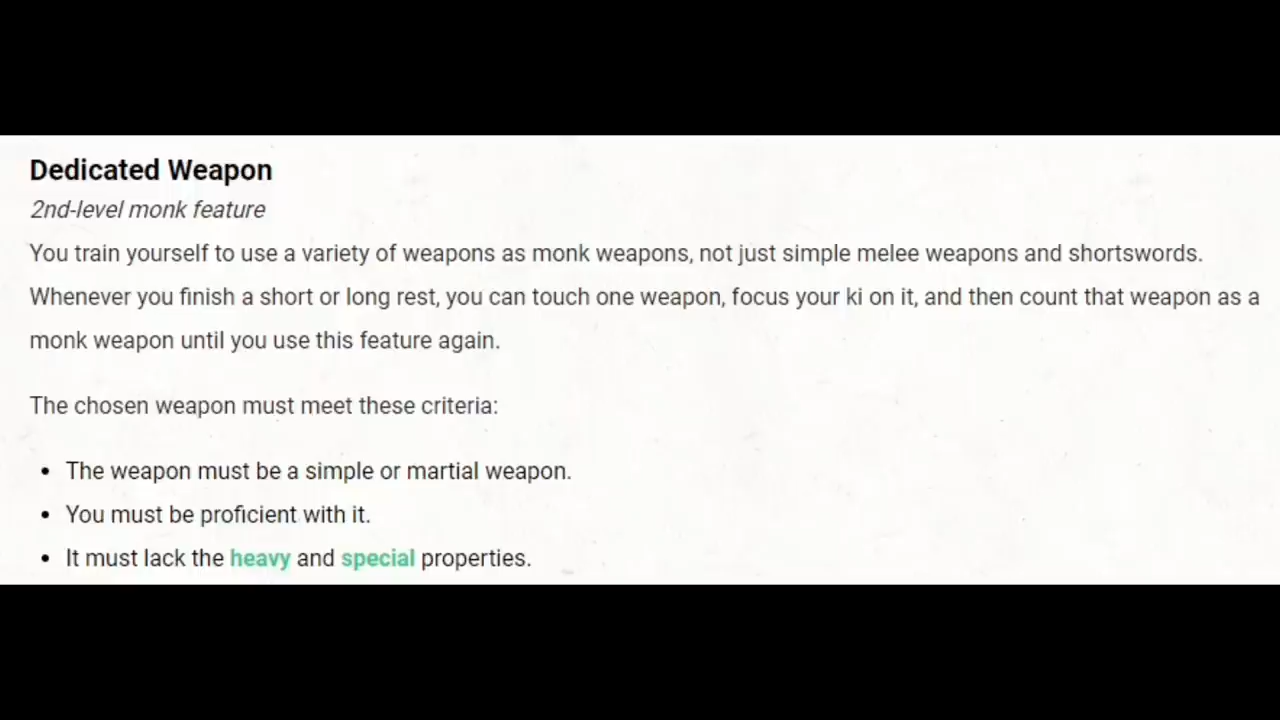 Dedicated Weapon
2nd-level monk feature
You train yourself to use a variety of weapons as monk weapons, not just simple melee weapons and shortswords.
Whenever you finish a short or long rest, you can touch one weapon, focus your ki on it, and then count that weapon as a
monk weapon until you use this feature again.
The chosen weapon must meet these criteria:
• The weapon must be a simple or martial weapon.
• You must be proficient with it.
• It must lack the heavy and special properties.